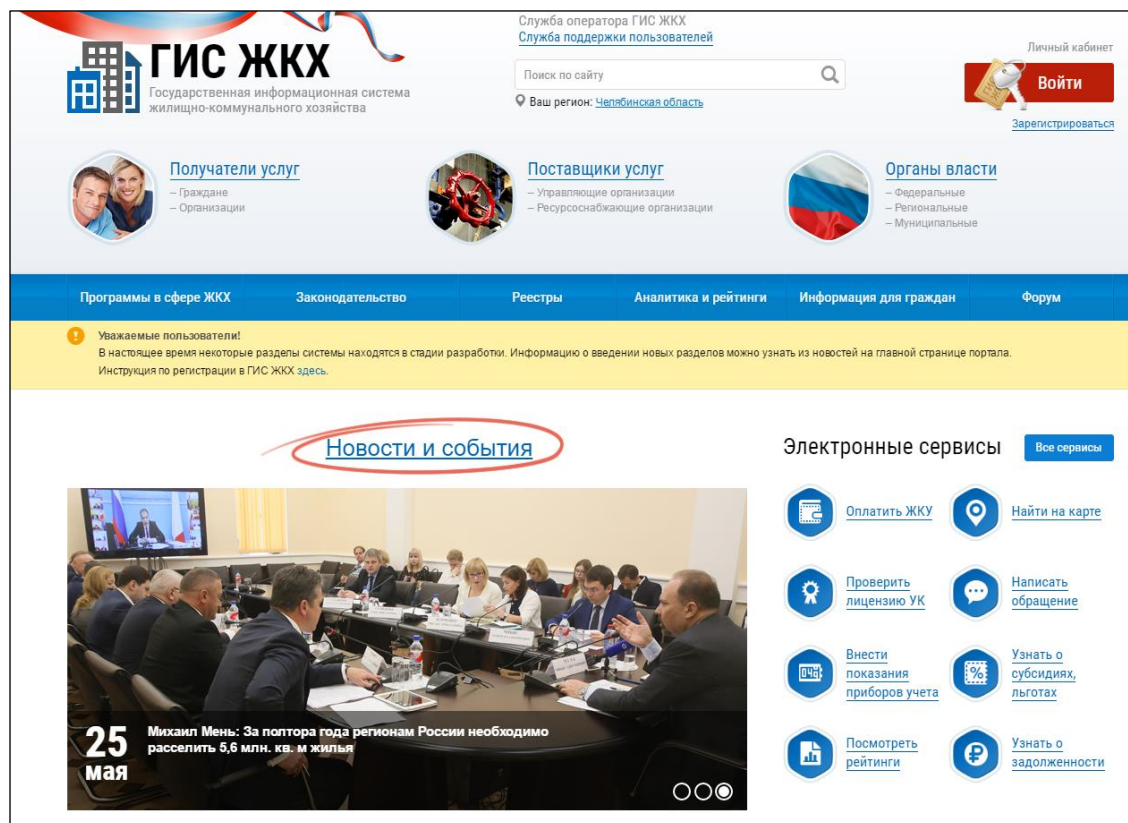 Служба оператора ГИС ЖКХ
Служба поддержки пользователей
ГИС ЖКХ
Государственная информационная система
жилищно-коммунального хозяйства
Поиск по сайту
Ваш регион: Челябинская область
Личный кабинет
Войти
Зарегистрироваться
Получатели услуг
– Граждане
– Организации
Поставщики услуг
– Управляющие организации
– Ресурсоснабжающие организации
Органы власти
– Федеральные
– Региональные
– Муниципальные
Программы в сфере ЖКХ
Законодательство
Реестры
Аналитика и рейтинги
Информация для граждан
Форум
Уважаемые пользователи!
В настоящее время некоторые разделы системы находятся в стадии разработки. Информацию о введении новых разделов можно узнать из новостей на главной странице портала.
Инструкция по регистрации в ГИС ЖКХ здесь.
Новости и события
25
мая
Михаил Мень: За полтора года регионам России необходимо
расселить 5,6 млн. кв. м жилья
Электронные сервисы
Все сервисы
Оплатить ЖКУ
Найти на карте
Проверить
лицензию УК
Написать
обращение
Внести
показания
приборов учета
Узнать о
субсидиях,
льготах
Посмотреть
рейтинги
Узнать о
задолженности